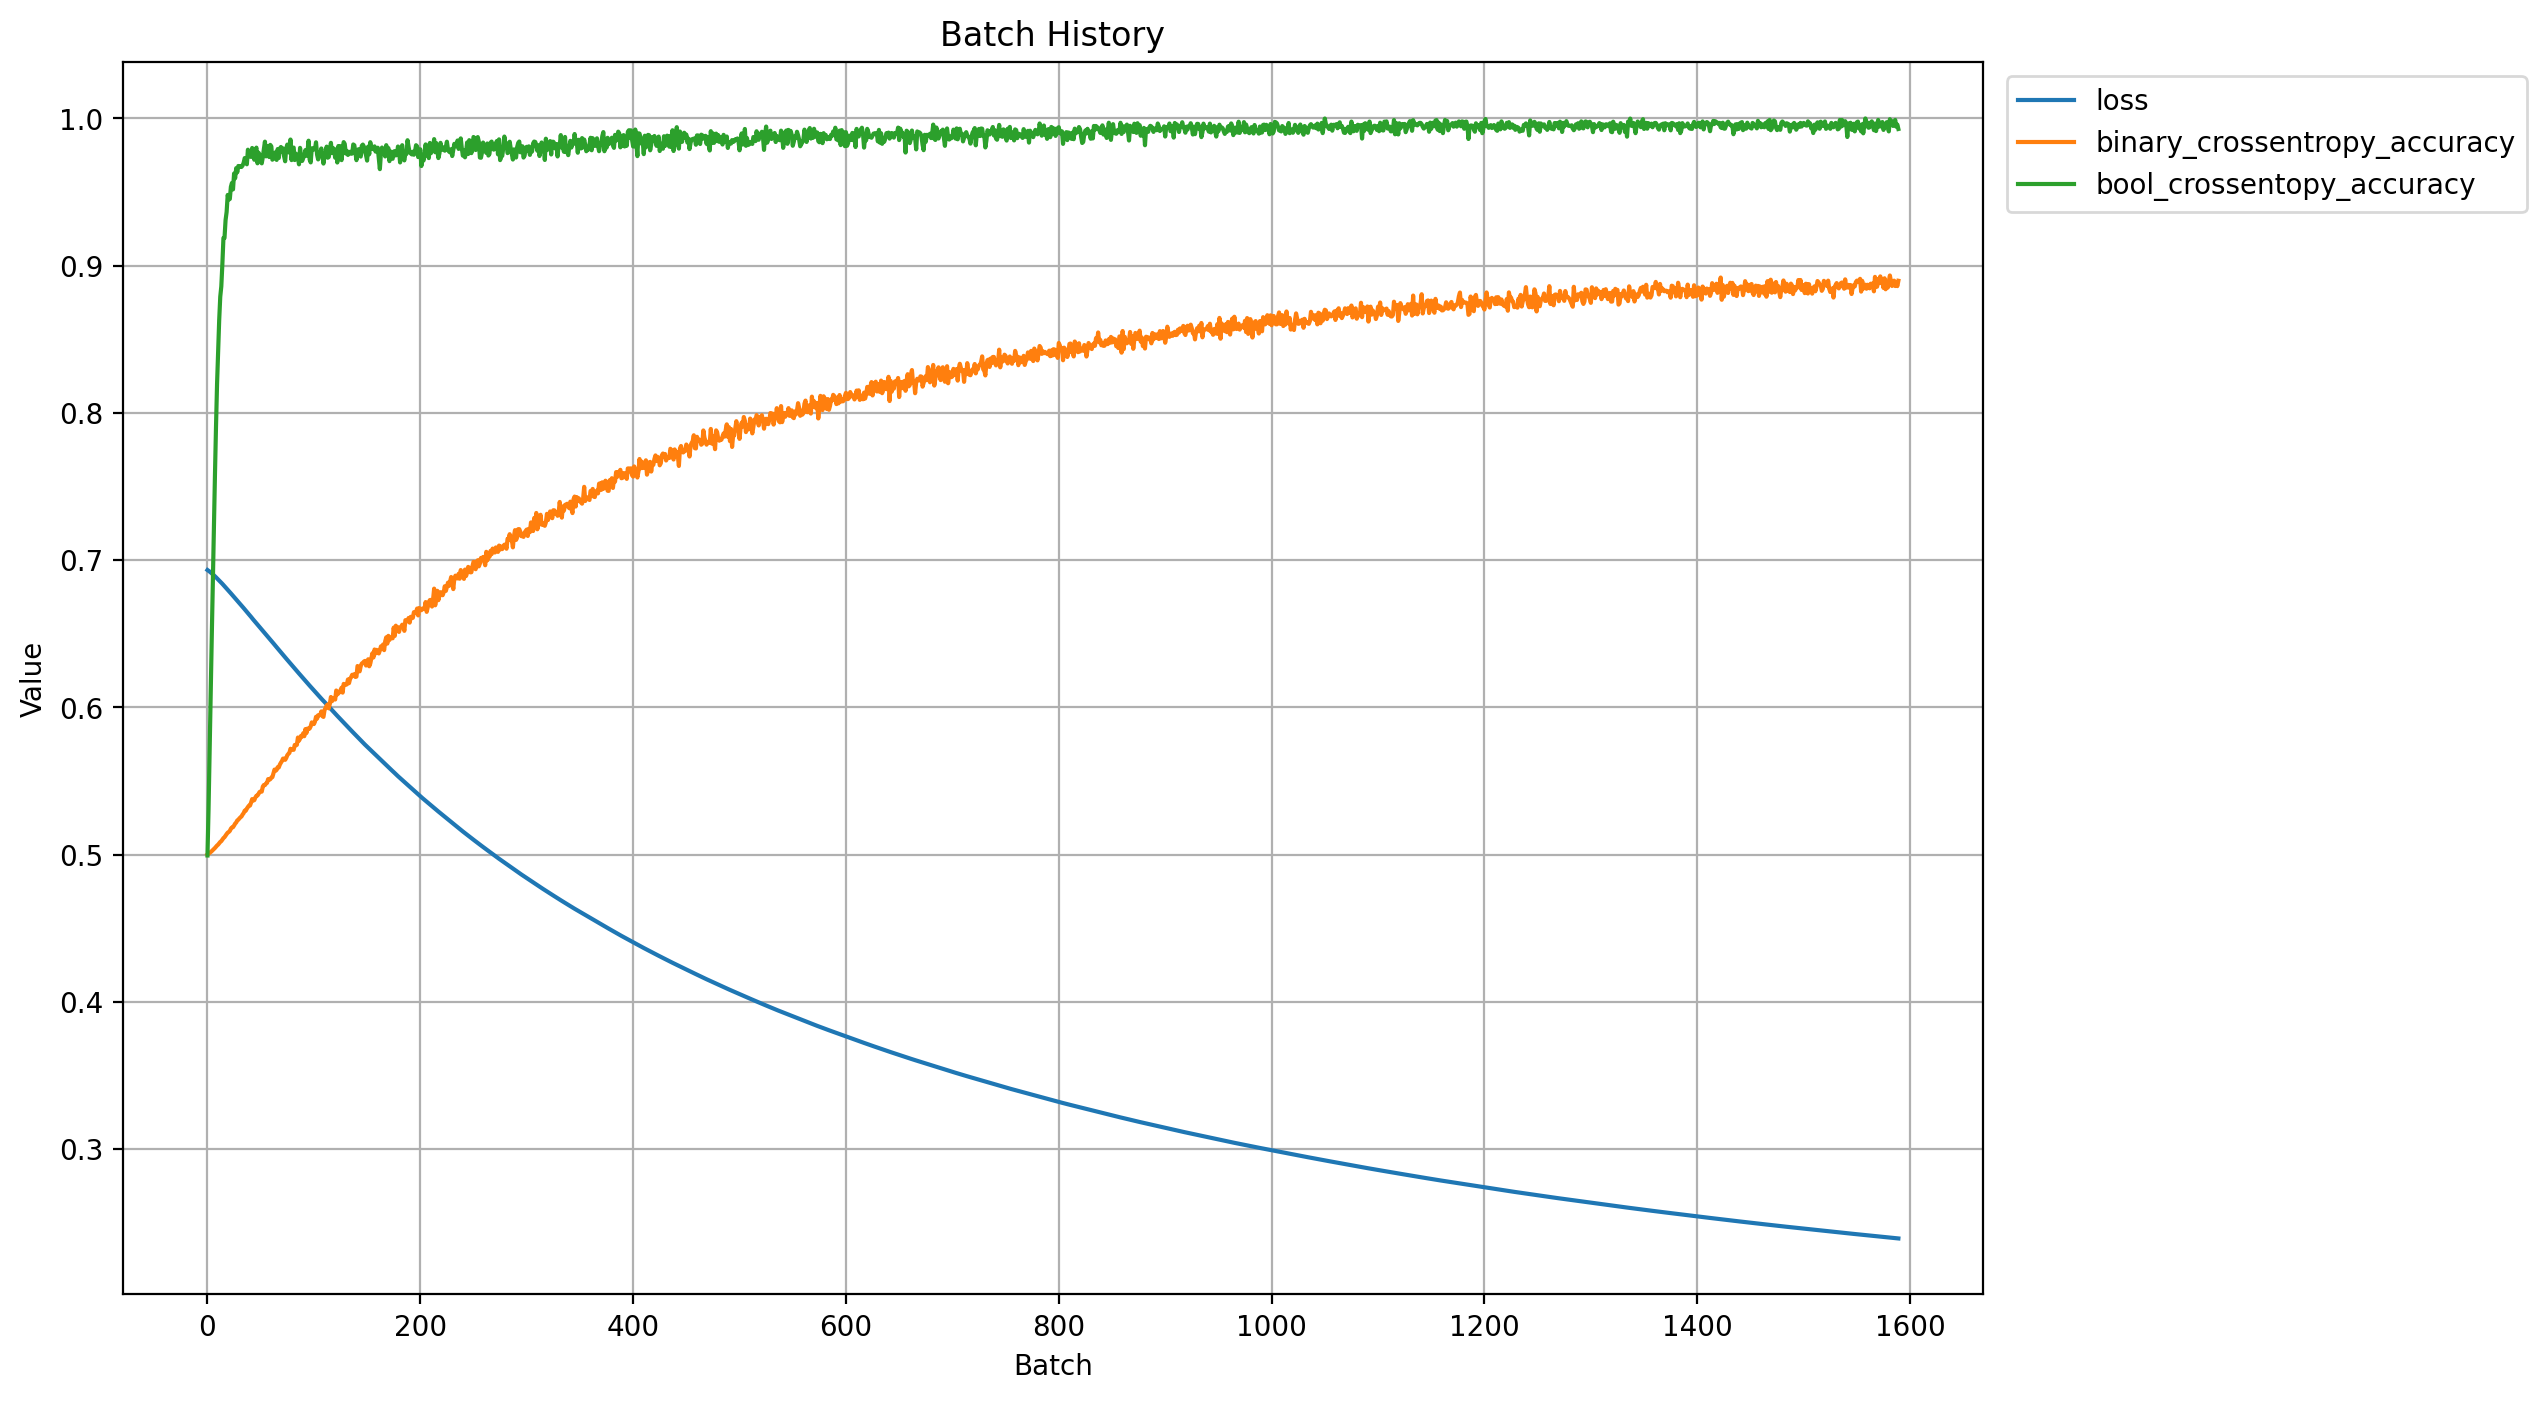 Batch History
loss
binary_crossentropy_accuracy
bool_crossentopy_accuracy
1.0
0.9
0.8
0.7
0.6
0.5
0.4
0.3
Value
0 200 400 600 800 1000 1200 1400 1600
Batch